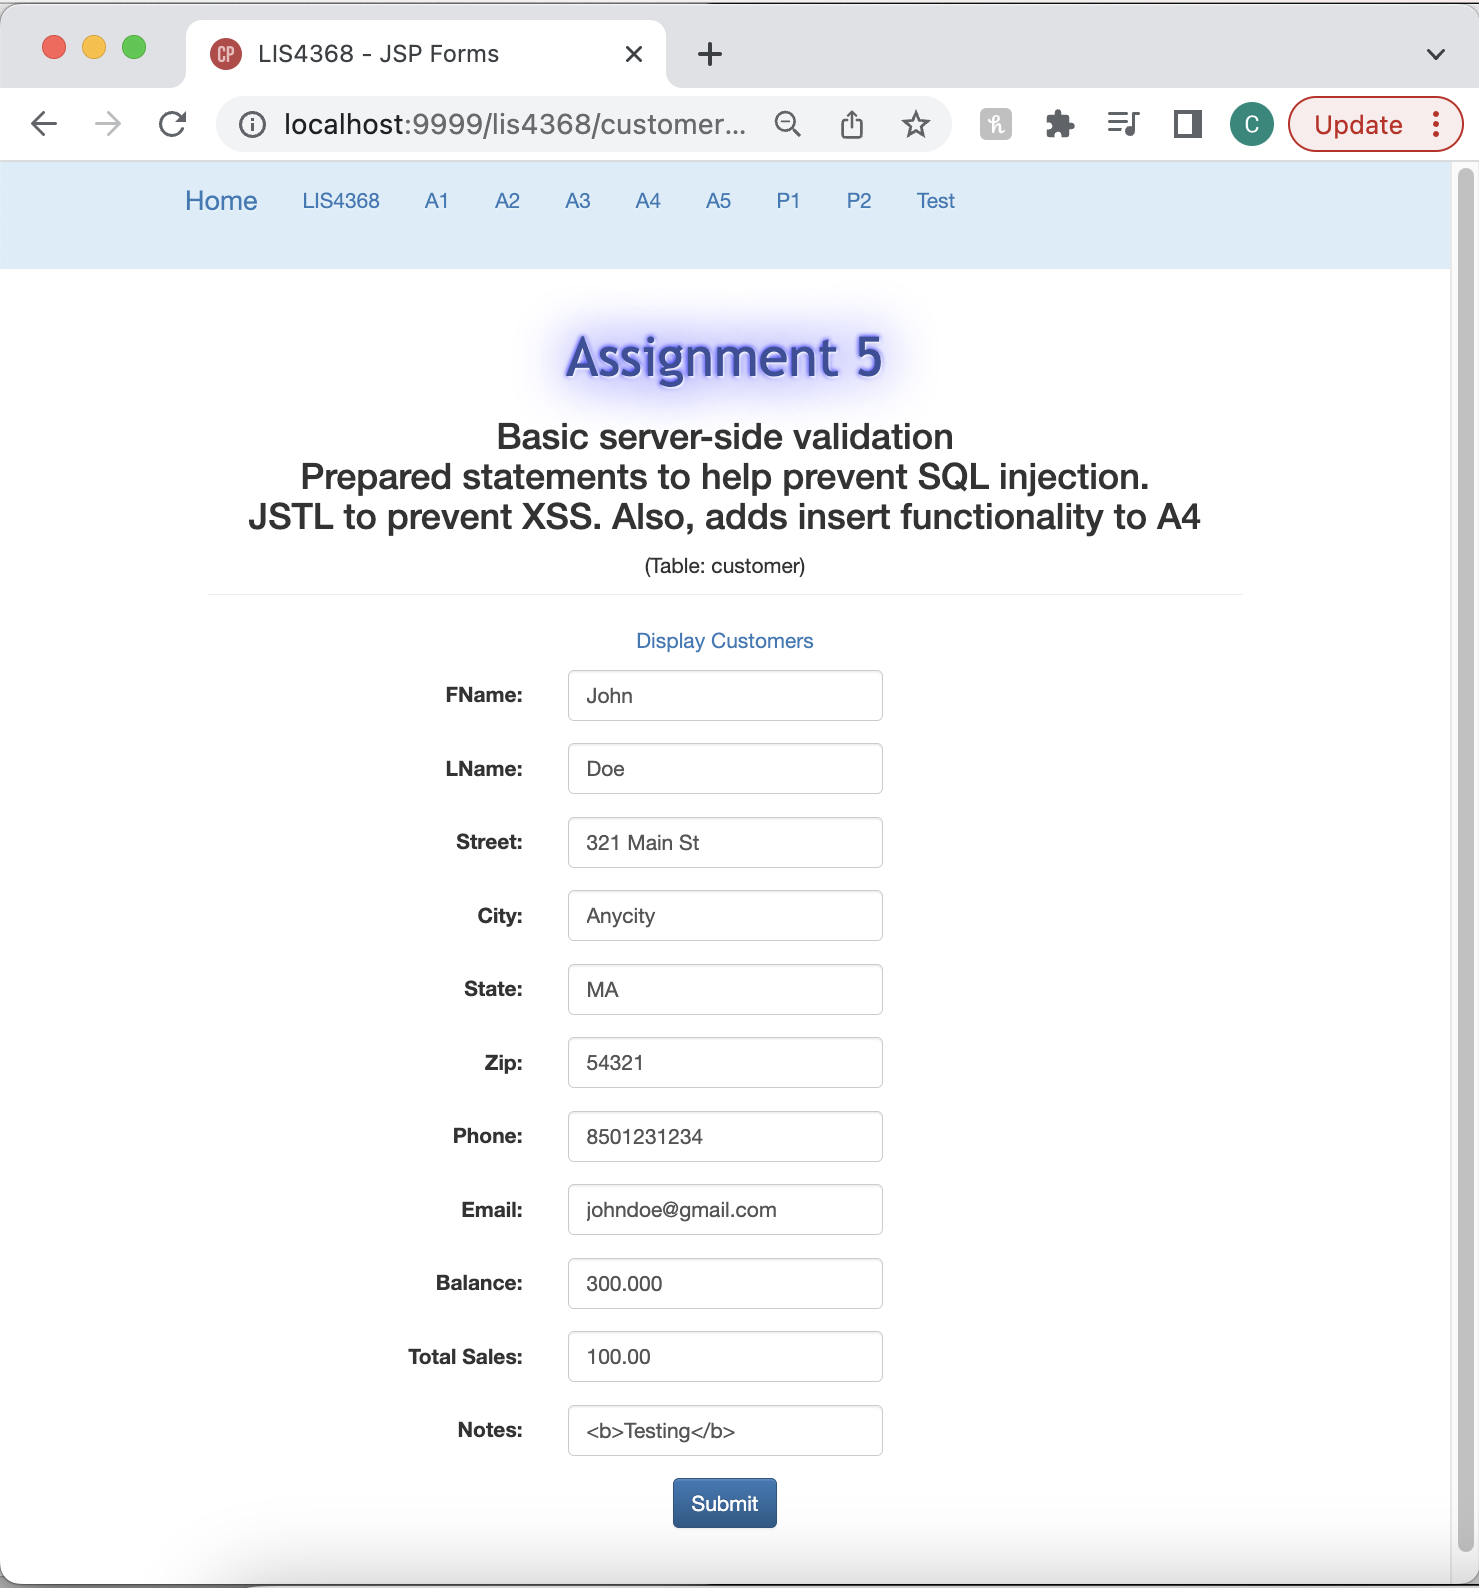 CP LIS4368 - JSP Forms
localhost:9999/lis4368/customer...
h
C
Update
Home LIS4368 A1 A2 A3 A4 A5 P1 P2 Test
Assignment 5
Basic server-side validation
Prepared statements to help prevent SQL injection.
JSTL to prevent XSS. Also, adds insert functionality to A4
(Table: customer)
Display Customers
FName: John
LName: Doe
Street: 321 Main St
City: Anycity
State: MA
Zip: 54321
Phone: 8501231234
Email: johndoe@gmail.com
Balance: 300.000
Total Sales: 100.00
Notes: <b>Testing</b>
Submit